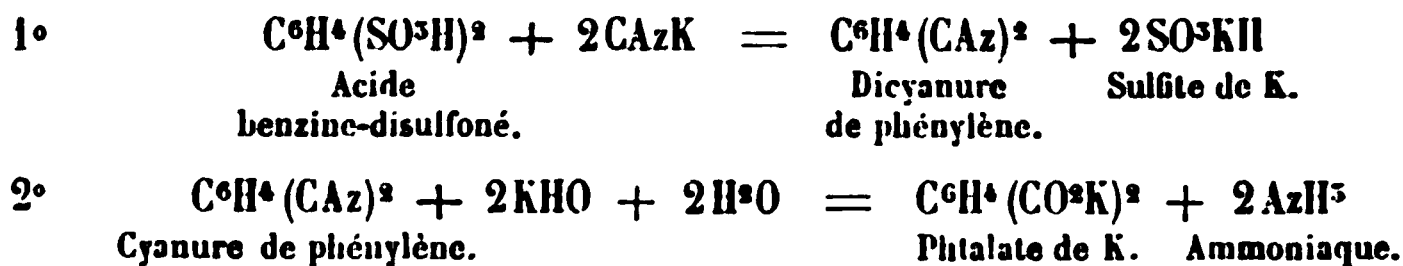 1° C⁶H⁴(SO³H)² + 2CAzK = C⁶H⁴(CAz)² + 2SO³KH
Acide Dicyanure Sulfite de K.
benzine-disulfoné. de phénylène.
2° C⁶H⁴(CAz)² + 2KHO + 2H²O = C⁶H⁴(CO²K)² + 2AzH³
Cyanure de phénylène. Phtalate de K. Ammoniaque.